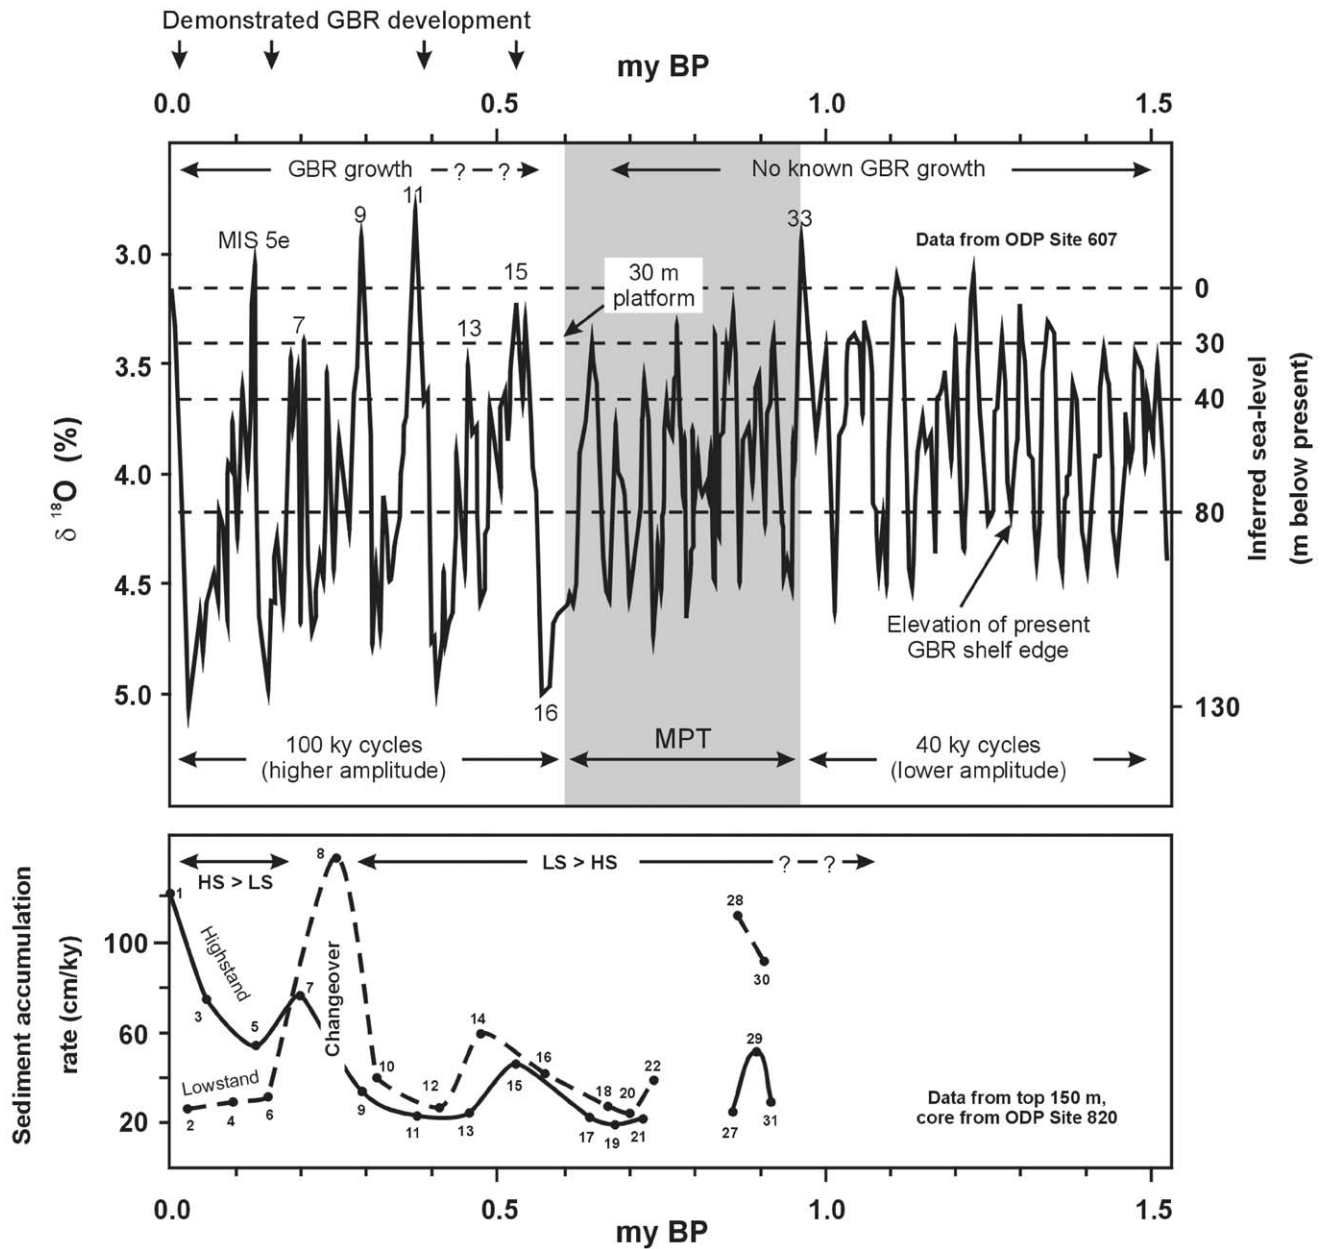 Demonstrated GBR development
my BP
0.0 0.5 1.0 1.5
GBR growth – ? – ?
No known GBR growth
11
9
33
MIS 5e
Data from ODP Site 607
3.0
15
30 m
platform
0
7
13
30
3.5
40
4.0
80
4.5
Elevation of present
GBR shelf edge
5.0
16
130
δ 18O (%)
Inferred sea-level
(m below present)
100 ky cycles
(higher amplitude)
MPT
40 ky cycles
(lower amplitude)
Sediment accumulation
rate (cm/ky)
HS > LS
8
LS > HS
? – ?
1
28
100
Highstand
Changeover
30
3
5
7
60
14
29
Lowstand
10
12
16
22
15
18 20
2 4 6
9
11 13
17 19 21
27 31
20
Data from top 150 m,
core from ODP Site 820
0.0 0.5 1.0 1.5
my BP